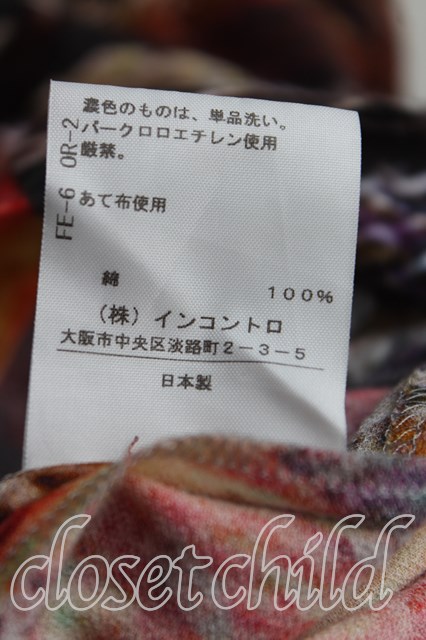 濃色のものは、単品洗い。
パークロロエチレン使用
厳禁。
あて布使用
FE-6 OR-2
綿 100%
（株）インコントロ
大阪市中央区淡路町2-3-5
日本製
closet child